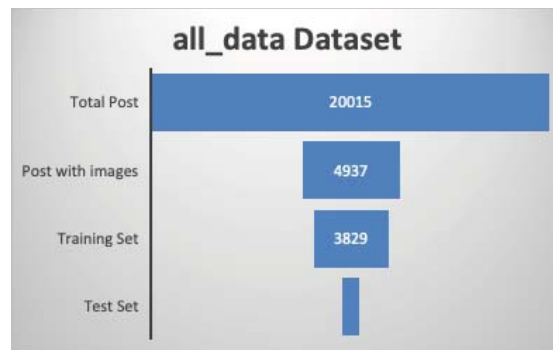 all_data Dataset
Total Post
20015
Post with images
4937
Training Set
3829
Test Set